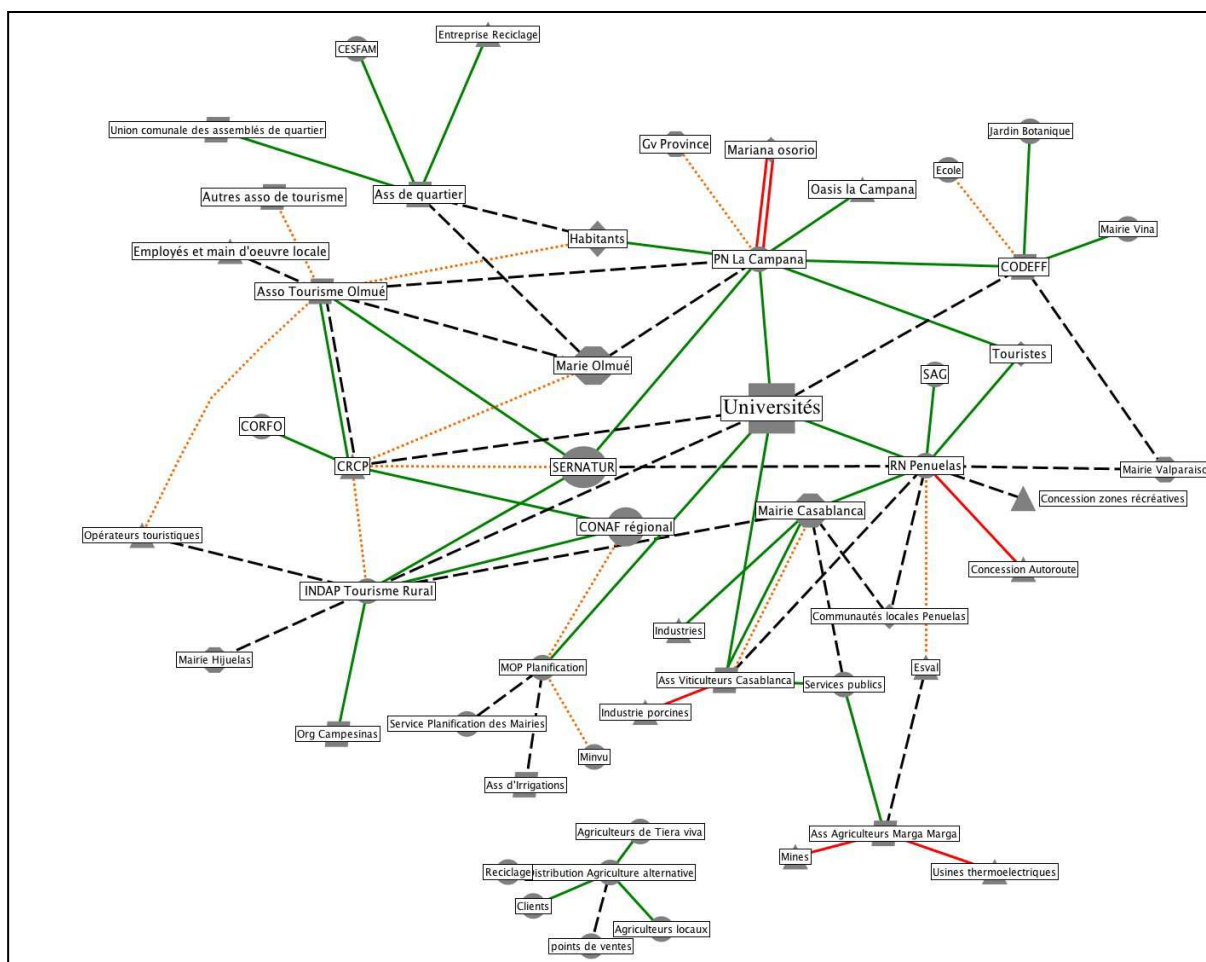 Entreprise Reciclage
CESFAM
Union comunale des assemblés de quartier
Jardin Botanique
Gv Province
Mariana osorio
Ecole
Autres asso de tourisme
Ass de quartier
Oasis la Campana
Mairie Vina
Employés et main d'oeuvre locale
Habitants
PN La Campana
CODEFF
Asso Tourisme Olmué
Marie Olmué
Touristes
SAG
Universités
CORFO
CRCP
SERNATUR
RN Penuelas
Mairie Valparaiso
Concession zones récréatives
Mairie Casablanca
CONAF régional
Opérateurs touristiques
Concession Autoroute
INDAP Tourisme Rural
Communautés locales Penuelas
Industries
Mairie Hijuelas
MOP Planification
Esval
Ass Viticulteurs Casablanca
Services publics
Industrie porcines
Service Planification des Mairies
Org Campesinas
Minvu
Ass d'Irrigations
Agriculteurs de Tiera viva
Ass Agriculteurs Marga Marga
Mines
Reciclage
Distribution Agriculture alternative
Usines thermoelectriques
Clients
Agriculteurs locaux
points de ventes